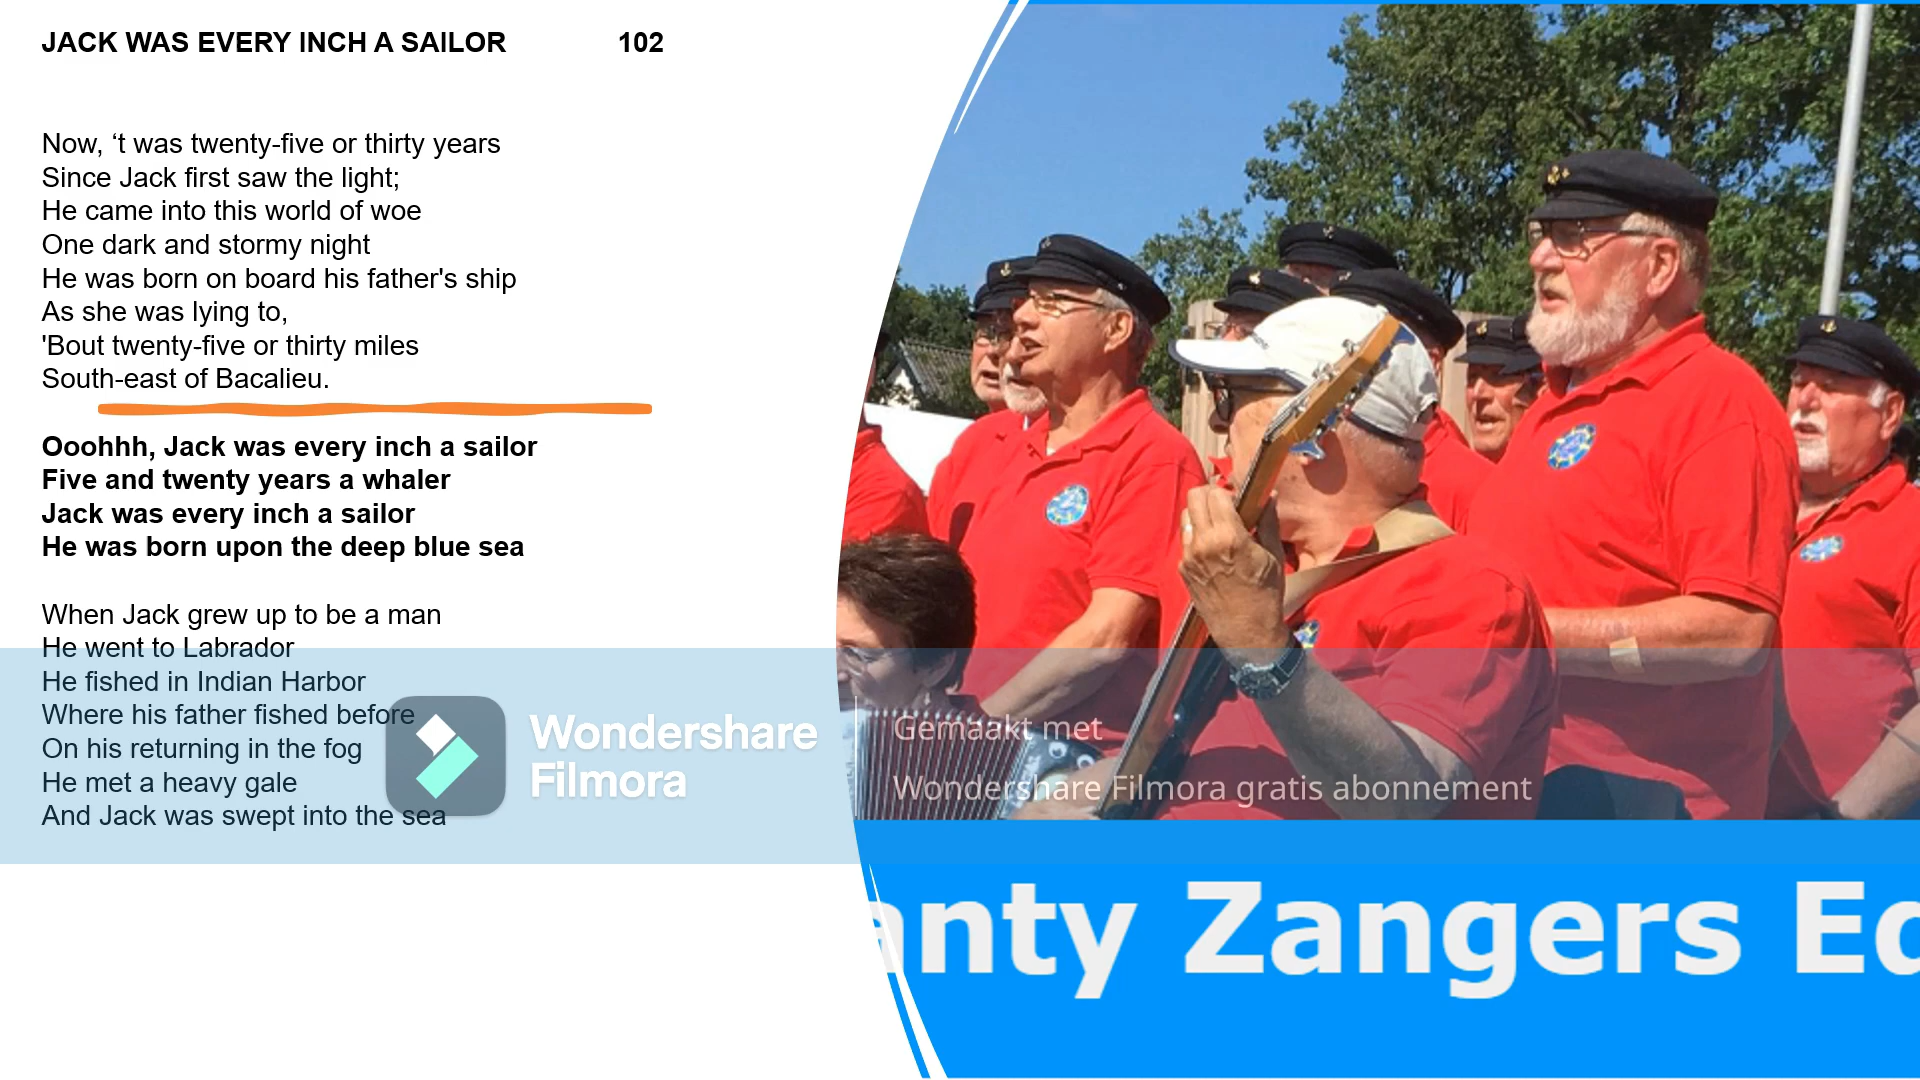 JACK WAS EVERY INCH A SAILOR 102
Now, ‘t was twenty-five or thirty years
Since Jack first saw the light;
He came into this world of woe
One dark and stormy night
He was born on board his father's ship
As she was lying to,
'Bout twenty-five or thirty miles
South-east of Bacalieu.
Ooohhh, Jack was every inch a sailor
Five and twenty years a whaler
Jack was every inch a sailor
He was born upon the deep blue sea
When Jack grew up to be a man
He went to Labrador
He fished in Indian Harbor
Where his father fished before
On his returning in the fog
He met a heavy gale
And Jack was swept into the sea
Wondershare
Filmora
Gemaakt met
Wondershare Filmora gratis abonnement
anty Zangers Ed